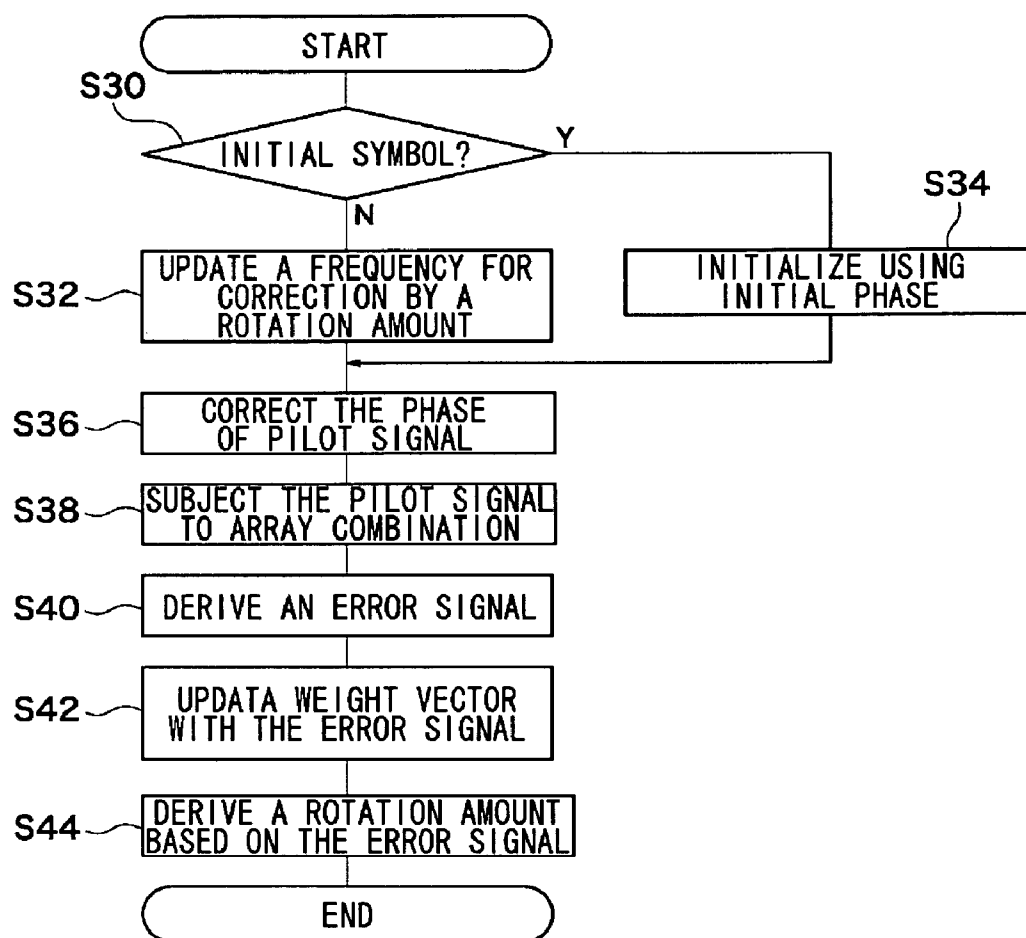 START
S30
INITIAL SYMBOL?
Y
N
S34
S32
UPDATE A FREQUENCY FOR
CORRECTION BY A
ROTATION AMOUNT
INITIALIZE USING
INITIAL PHASE
S36
CORRECT THE PHASE
OF PILOT SIGNAL
S38
SUBJECT THE PILOT SIGNAL
TO ARRAY COMBINATION
S40
DERIVE AN ERROR SIGNAL
S42
UPDATA WEIGHT VECTOR
WITH THE ERROR SIGNAL
S44
DERIVE A ROTATION AMOUNT
BASED ON THE ERROR SIGNAL
END